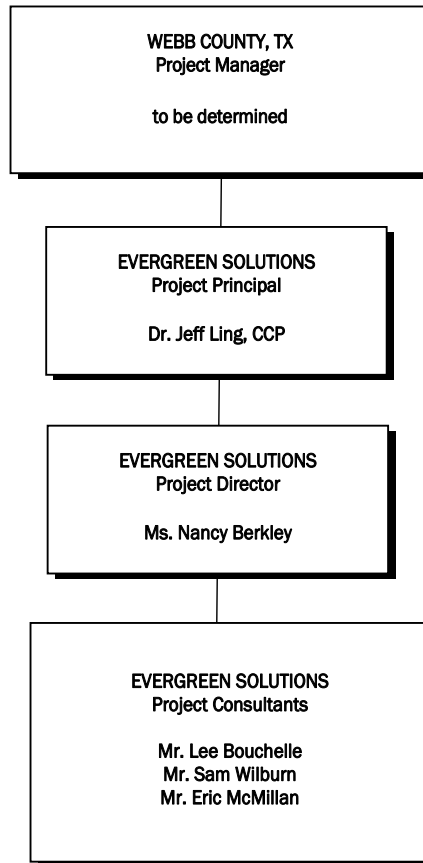 WEBB COUNTY, TX
Project Manager
to be determined
EVERGREEN SOLUTIONS
Project Principal
Dr. Jeff Ling, CCP
EVERGREEN SOLUTIONS
Project Director
Ms. Nancy Berkley
EVERGREEN SOLUTIONS
Project Consultants
Mr. Lee Bouchelle
Mr. Sam Wilburn
Mr. Eric McMillan